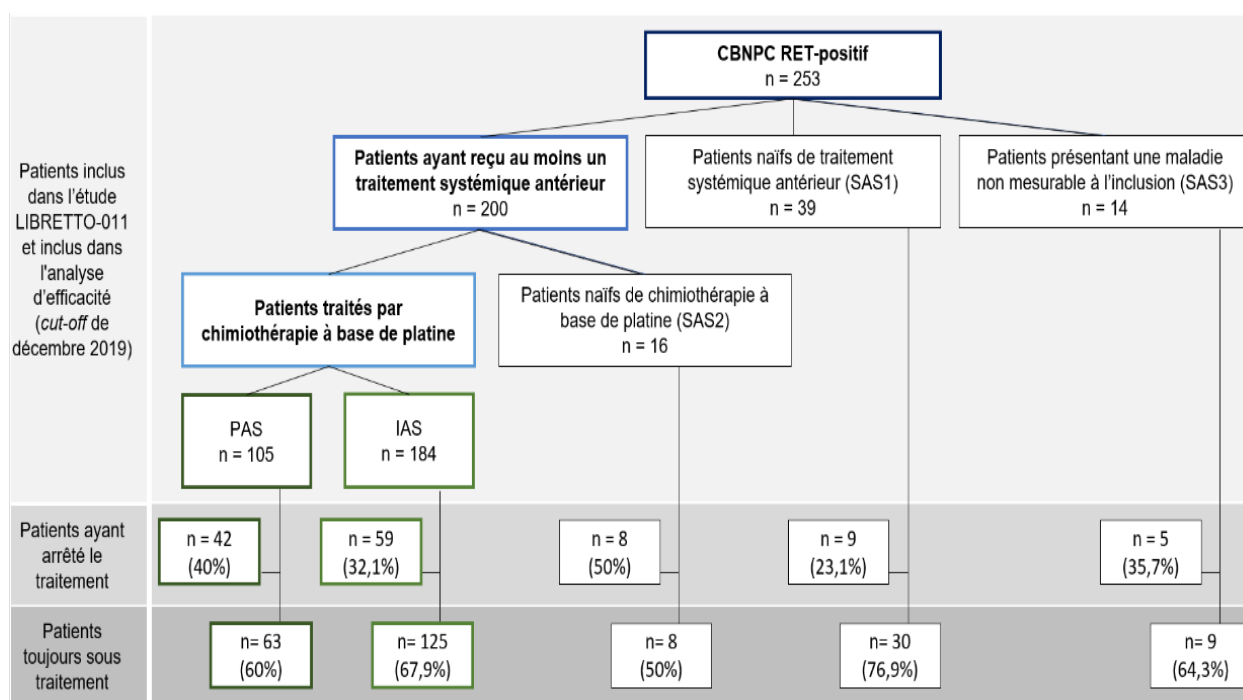 CBNPC RET-positif
n = 253
Patients inclus
dans l'étude
LIBRETTO-011
et inclus dans
l'analyse
d'efficacité
(cut-off de
décembre 2019)
Patients ayant reçu au moins un
traitement systémique antérieur
n = 200
Patients naïfs de traitement
systémique antérieur (SAS1)
n = 39
Patients présentant une maladie
non mesurable à l'inclusion (SAS3)
n = 14
Patients traités par
chimiothérapie à base de platine
Patients naïfs de chimiothérapie à
base de platine (SAS2)
n = 16
PAS
n = 105
IAS
n = 184
Patients ayant
arrêté le
traitement
n = 42
(40%)
n = 59
(32,1%)
n = 8
(50%)
n = 9
(23,1%)
n = 5
(35,7%)
Patients
toujours sous
traitement
n= 63
(60%)
n= 125
(67,9%)
n= 8
(50%)
n= 30
(76,9%)
n= 9
(64,3%)